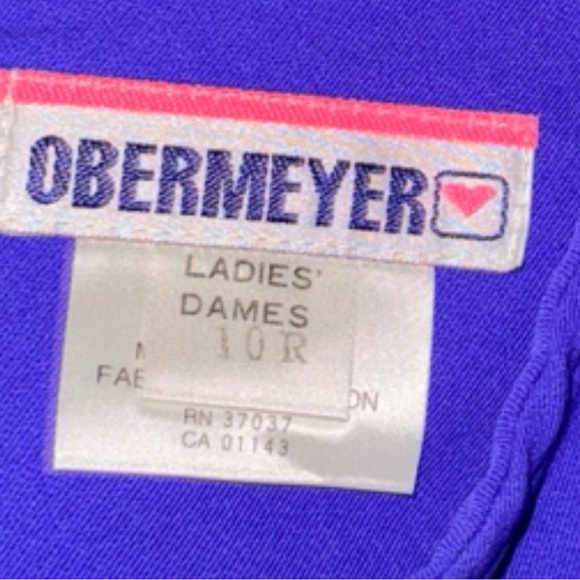 OBERMEYER
LADIES'
DAMES
10R
RN 37037
CA 01143